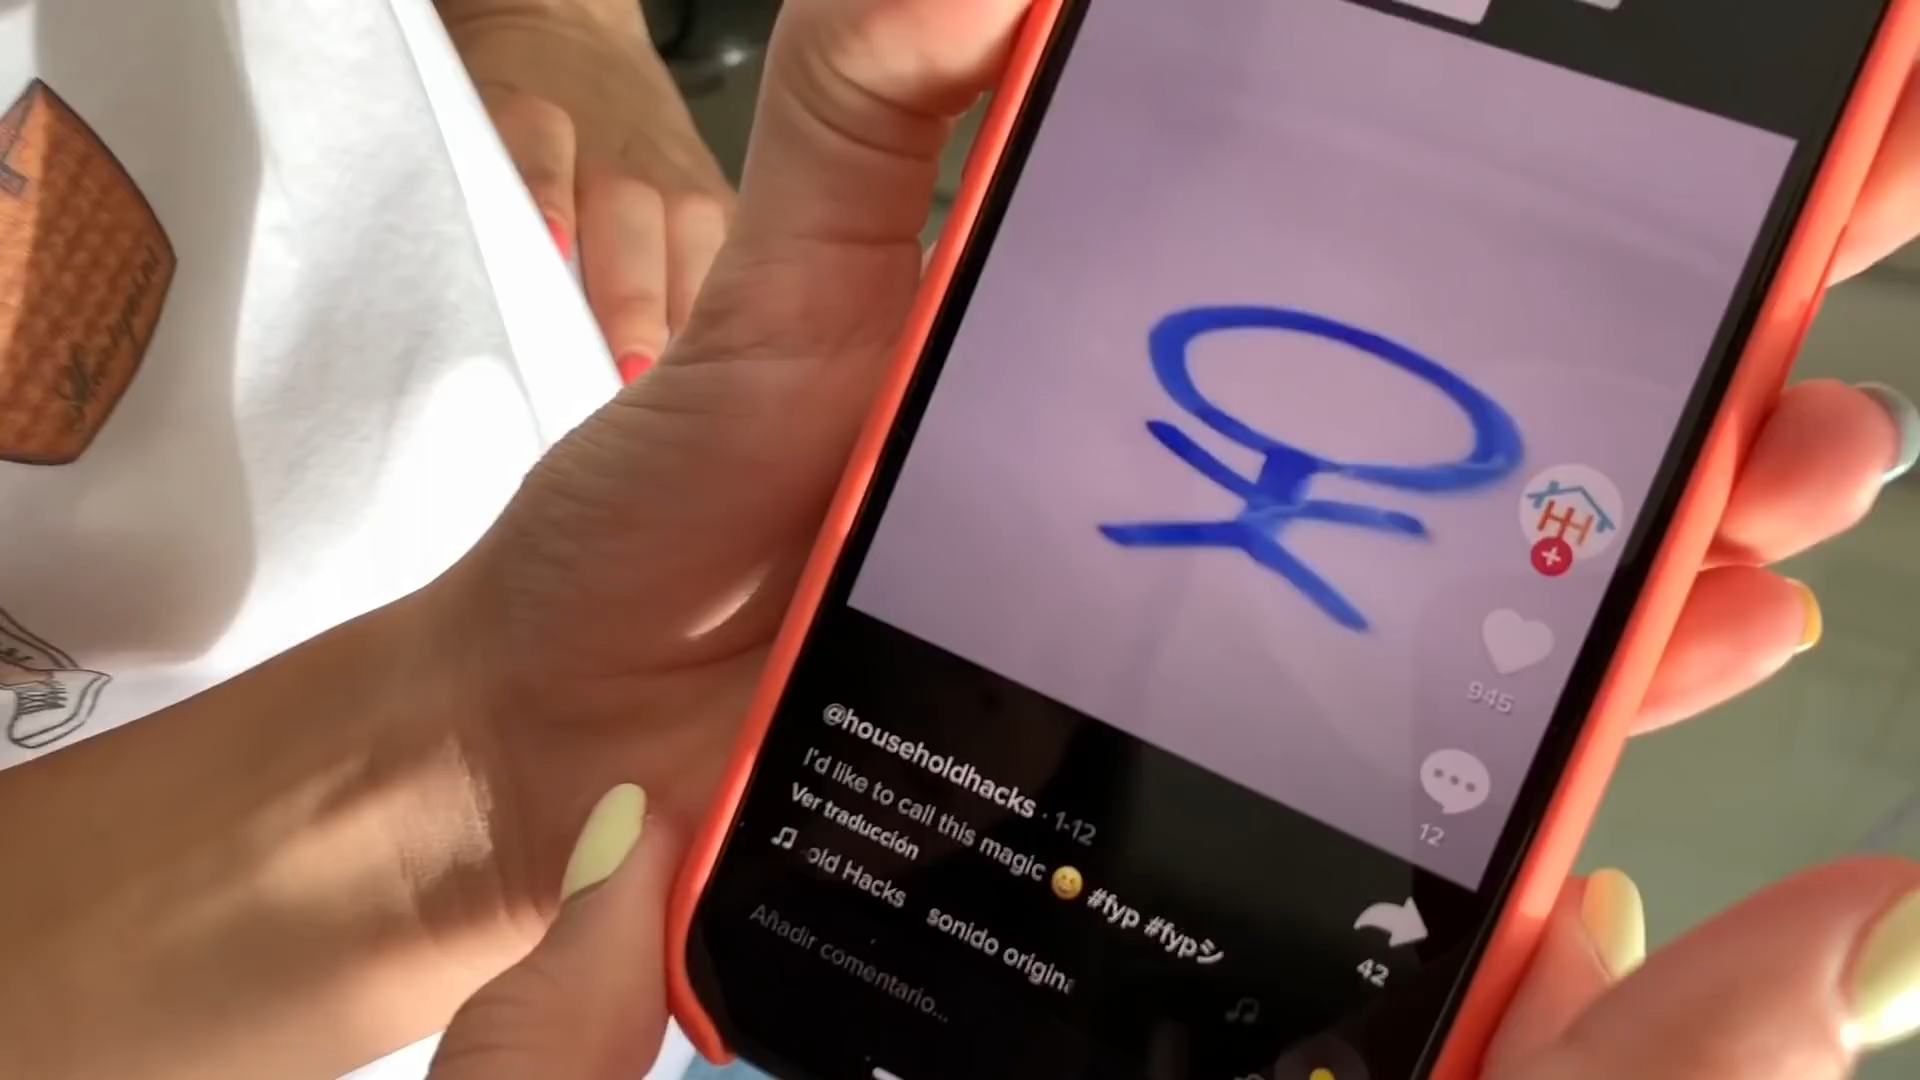 HH
945
12
@householdhacks · 1-12
I'd like to call this magic 😄 #fyp #fypシ
Ver traducción
old Hacks sonido origina
42
Añadir comentario...